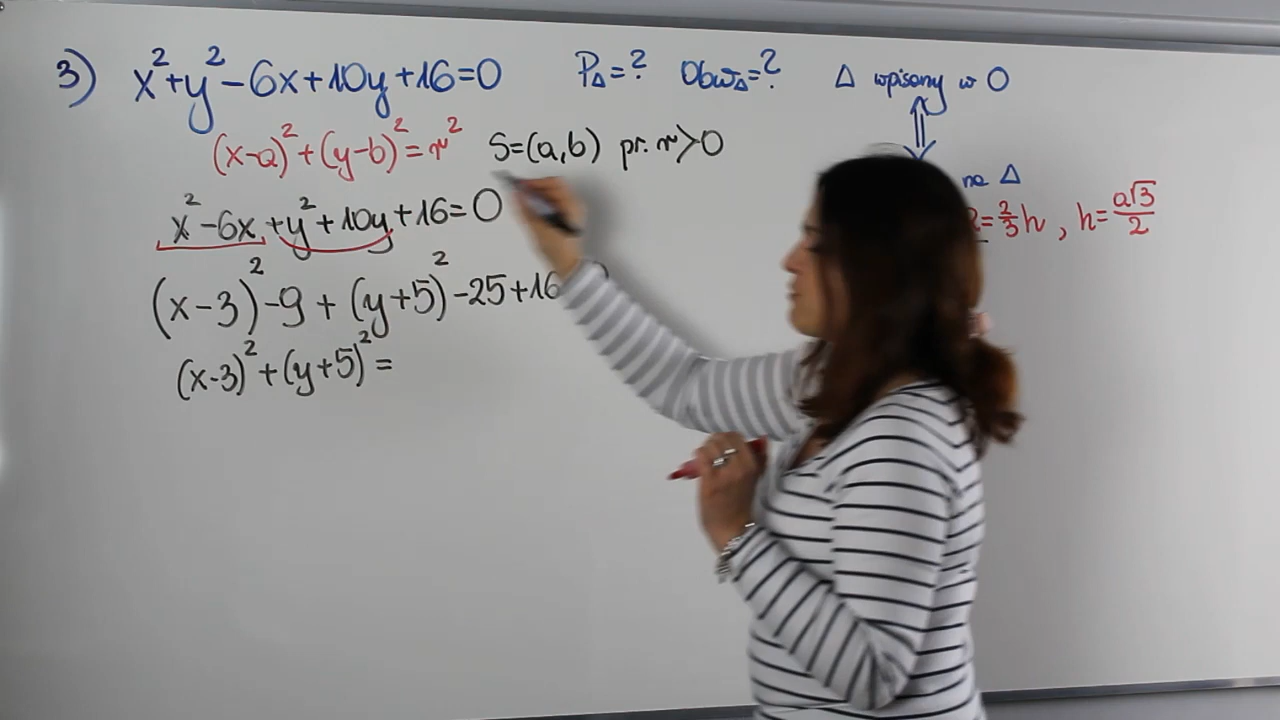 3) x²+y²-6x+10y+16=0 P△=? Obw△=? △ wpisany w O
(x-a)²+(y-b)²=r² S=(a,b) pr. r>0
na △
x²-6x+y²+10y+16=0
=⅔h, h=a√3/2
(x-3)²-9+(y+5)²-25+16
(x-3)²+(y+5)²=